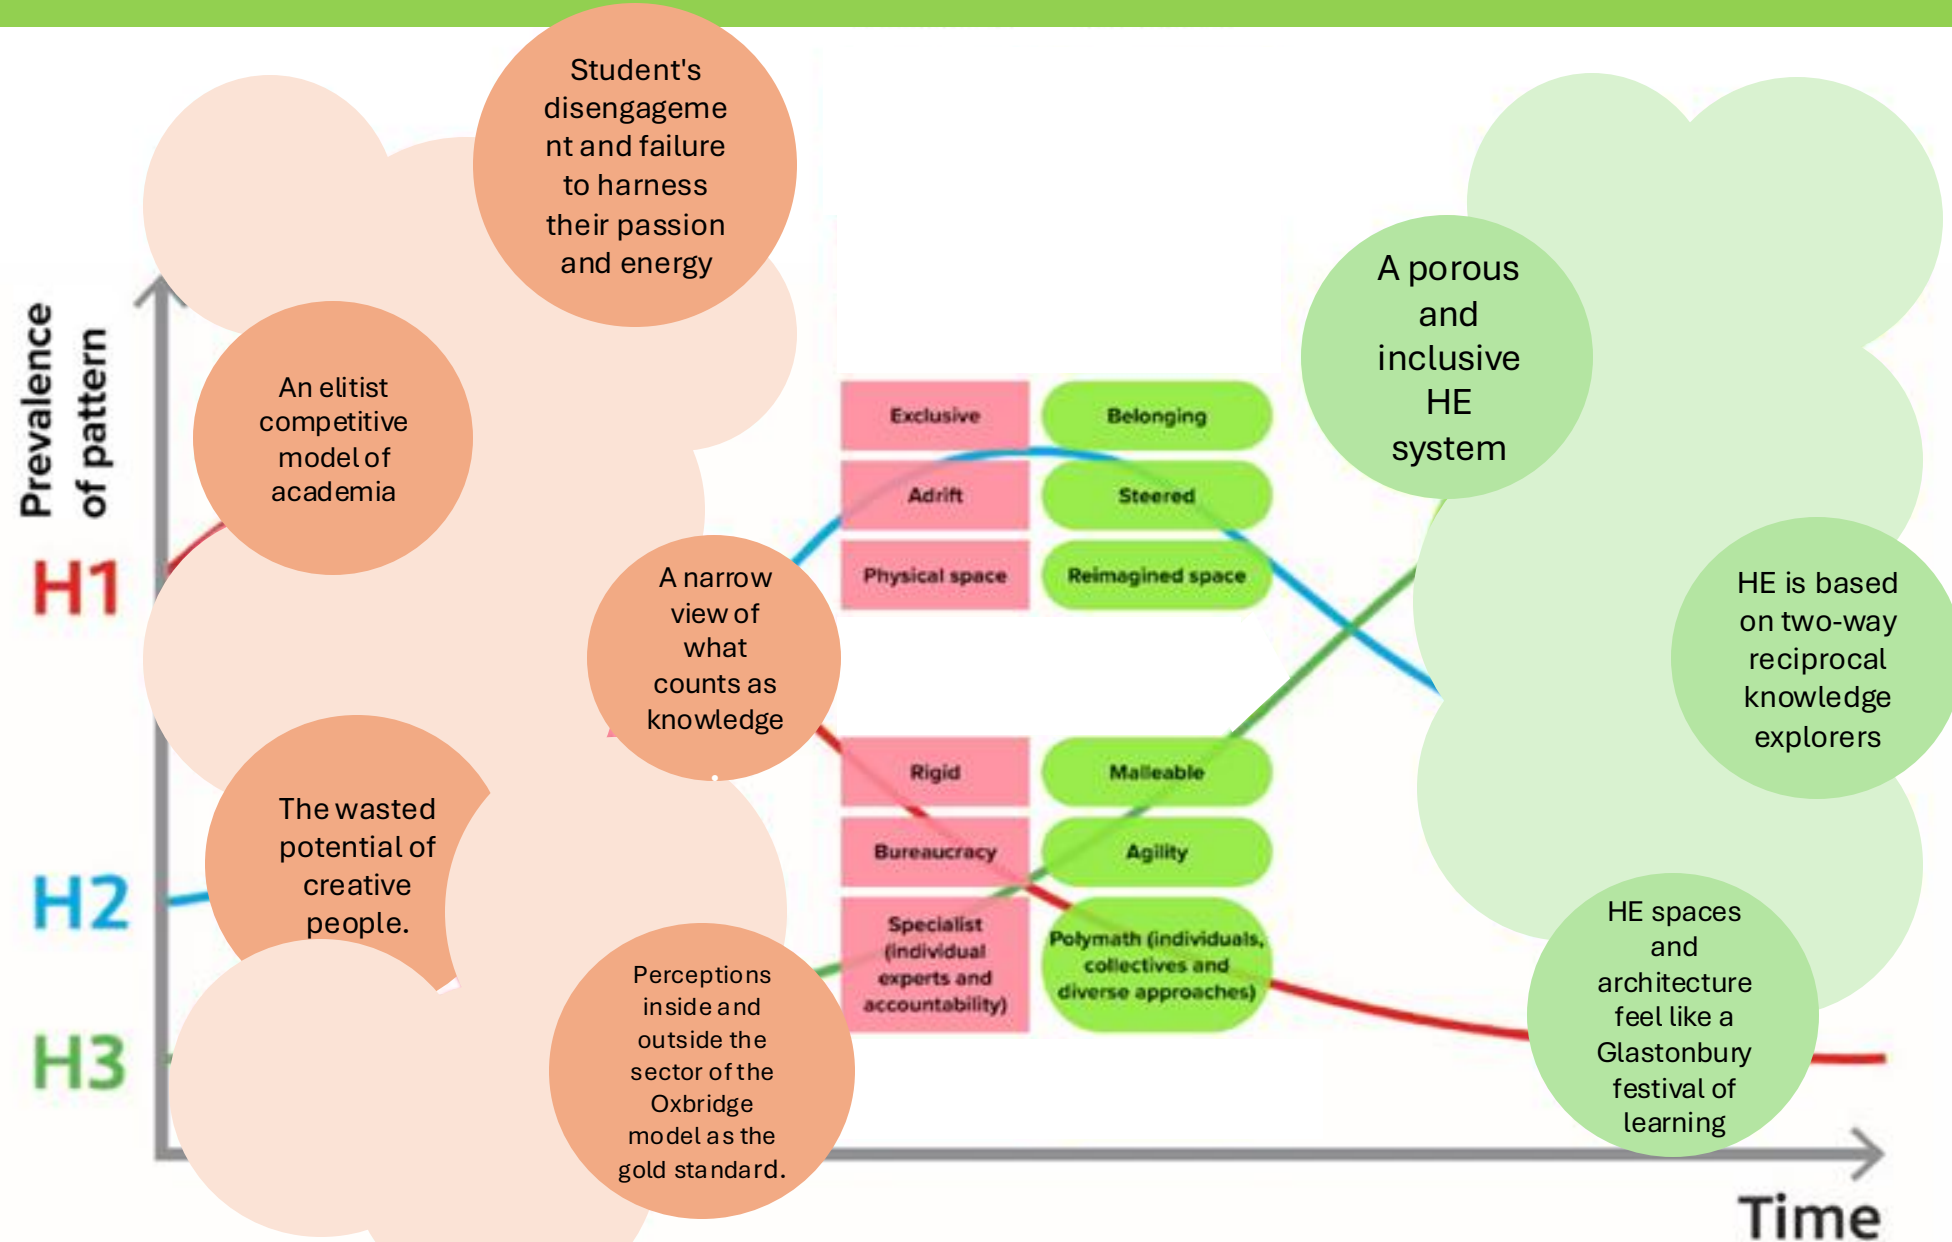 Student's
disengageme
nt and failure
to harness
their passion
and energy
An elitist
competitive
model of
academia
A narrow
view of
what
counts as
knowledge
The wasted
potential of
creative
people.
Perceptions
inside and
outside the
sector of the
Oxbridge
model as the
gold standard.
Prevalence
of pattern
H1
H2
H3
Exclusive
Belonging
Adrift
Steered
Physical space
Reimagined space
Rigid
Malleable
Bureaucracy
Agility
Specialist
(individual
experts and
accountability)
Polymath (individuals,
collectives and
diverse approaches)
A porous
and
inclusive
HE
system
HE is based
on two-way
reciprocal
knowledge
explorers
HE spaces
and
architecture
feel like a
Glastonbury
festival of
learning
Time